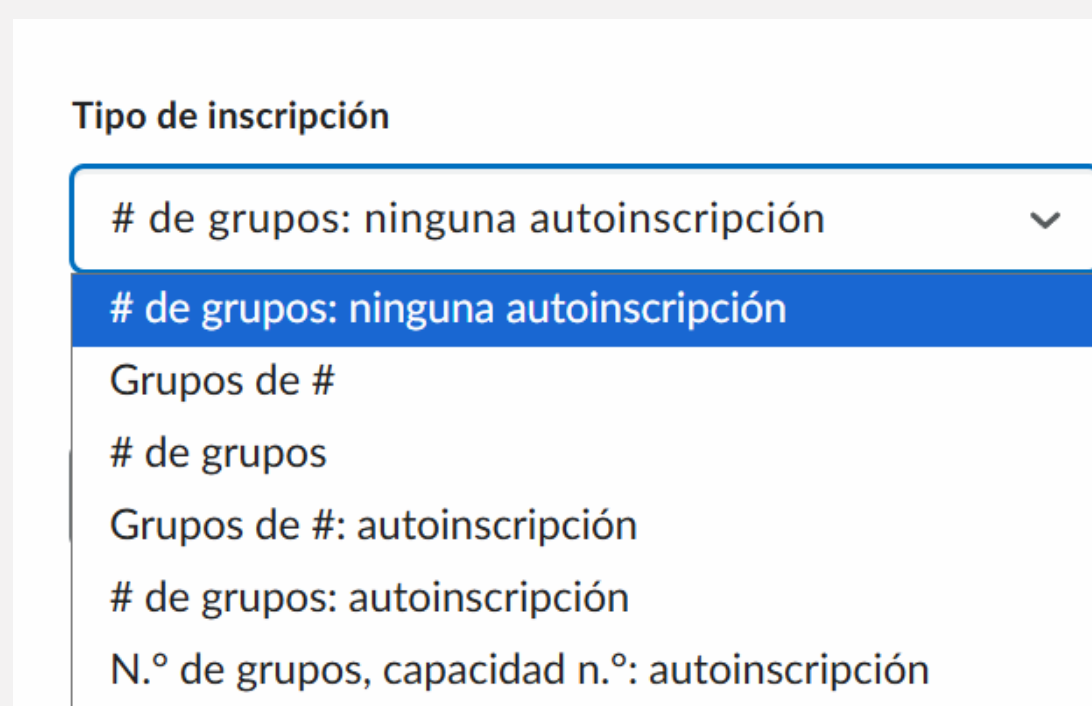 Tipo de inscripción
# de grupos: ninguna autoinscripción
# de grupos: ninguna autoinscripción
Grupos de #
# de grupos
Grupos de #: autoinscripción
# de grupos: autoinscripción
N.º de grupos, capacidad n.º: autoinscripción